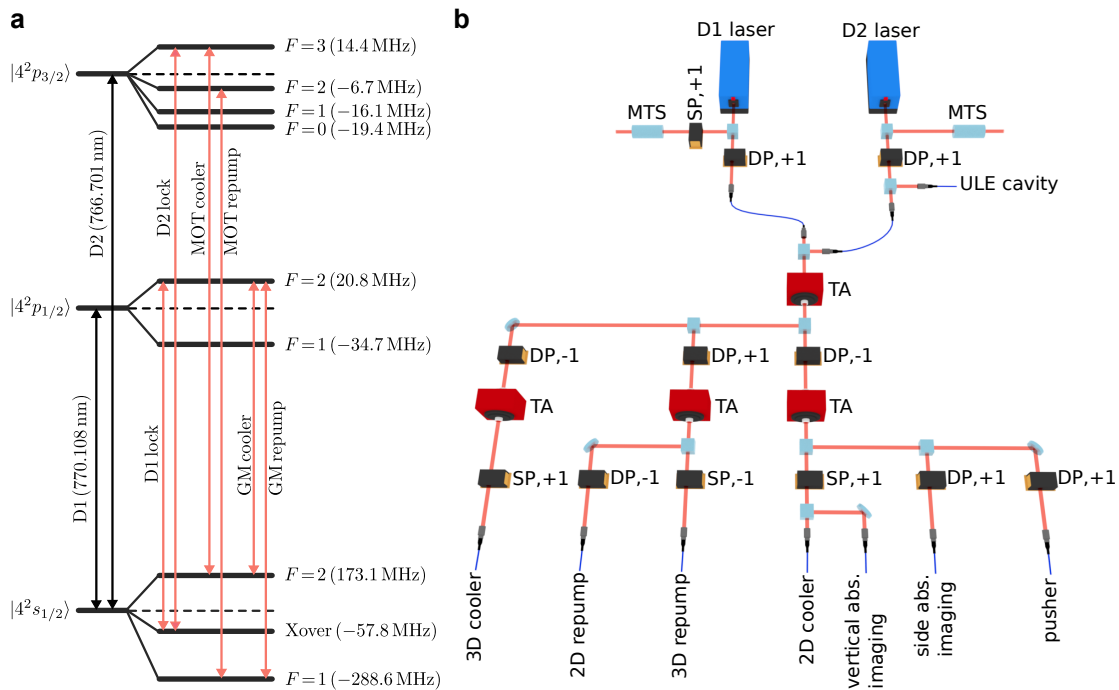 a
|4²p₃/₂⟩
F = 3 (14.4 MHz)
F = 2 (−6.7 MHz)
F = 1 (−16.1 MHz)
F = 0 (−19.4 MHz)
D2 (766.701 nm)
D2 lock
MOT cooler
MOT repump
|4²p₁/₂⟩
F = 2 (20.8 MHz)
F = 1 (−34.7 MHz)
D1 (770.108 nm)
D1 lock
GM cooler
GM repump
|4²s₁/₂⟩
F = 2 (173.1 MHz)
Xover (−57.8 MHz)
F = 1 (−288.6 MHz)
b
D1 laser
D2 laser
MTS
SP,+1
MTS
DP,+1
DP,+1
ULE cavity
TA
DP,-1
DP,+1
DP,-1
TA
TA
TA
SP,+1
DP,-1
SP,-1
SP,+1
DP,+1
DP,+1
3D cooler
2D repump
3D repump
2D cooler
vertical abs.
imaging
side abs.
imaging
pusher